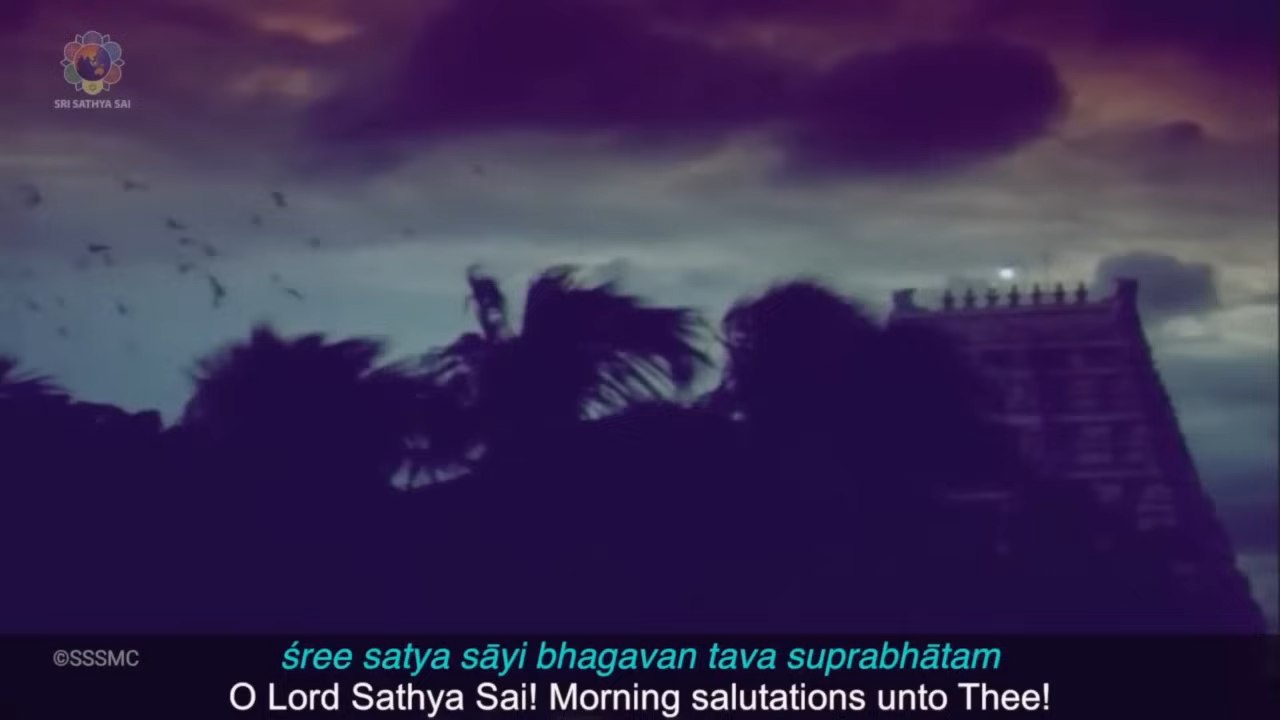 SRI SATHYA SAI
©SSSMC
śree satya sāyi bhagavan tava suprabhātam
O Lord Sathya Sai! Morning salutations unto Thee!